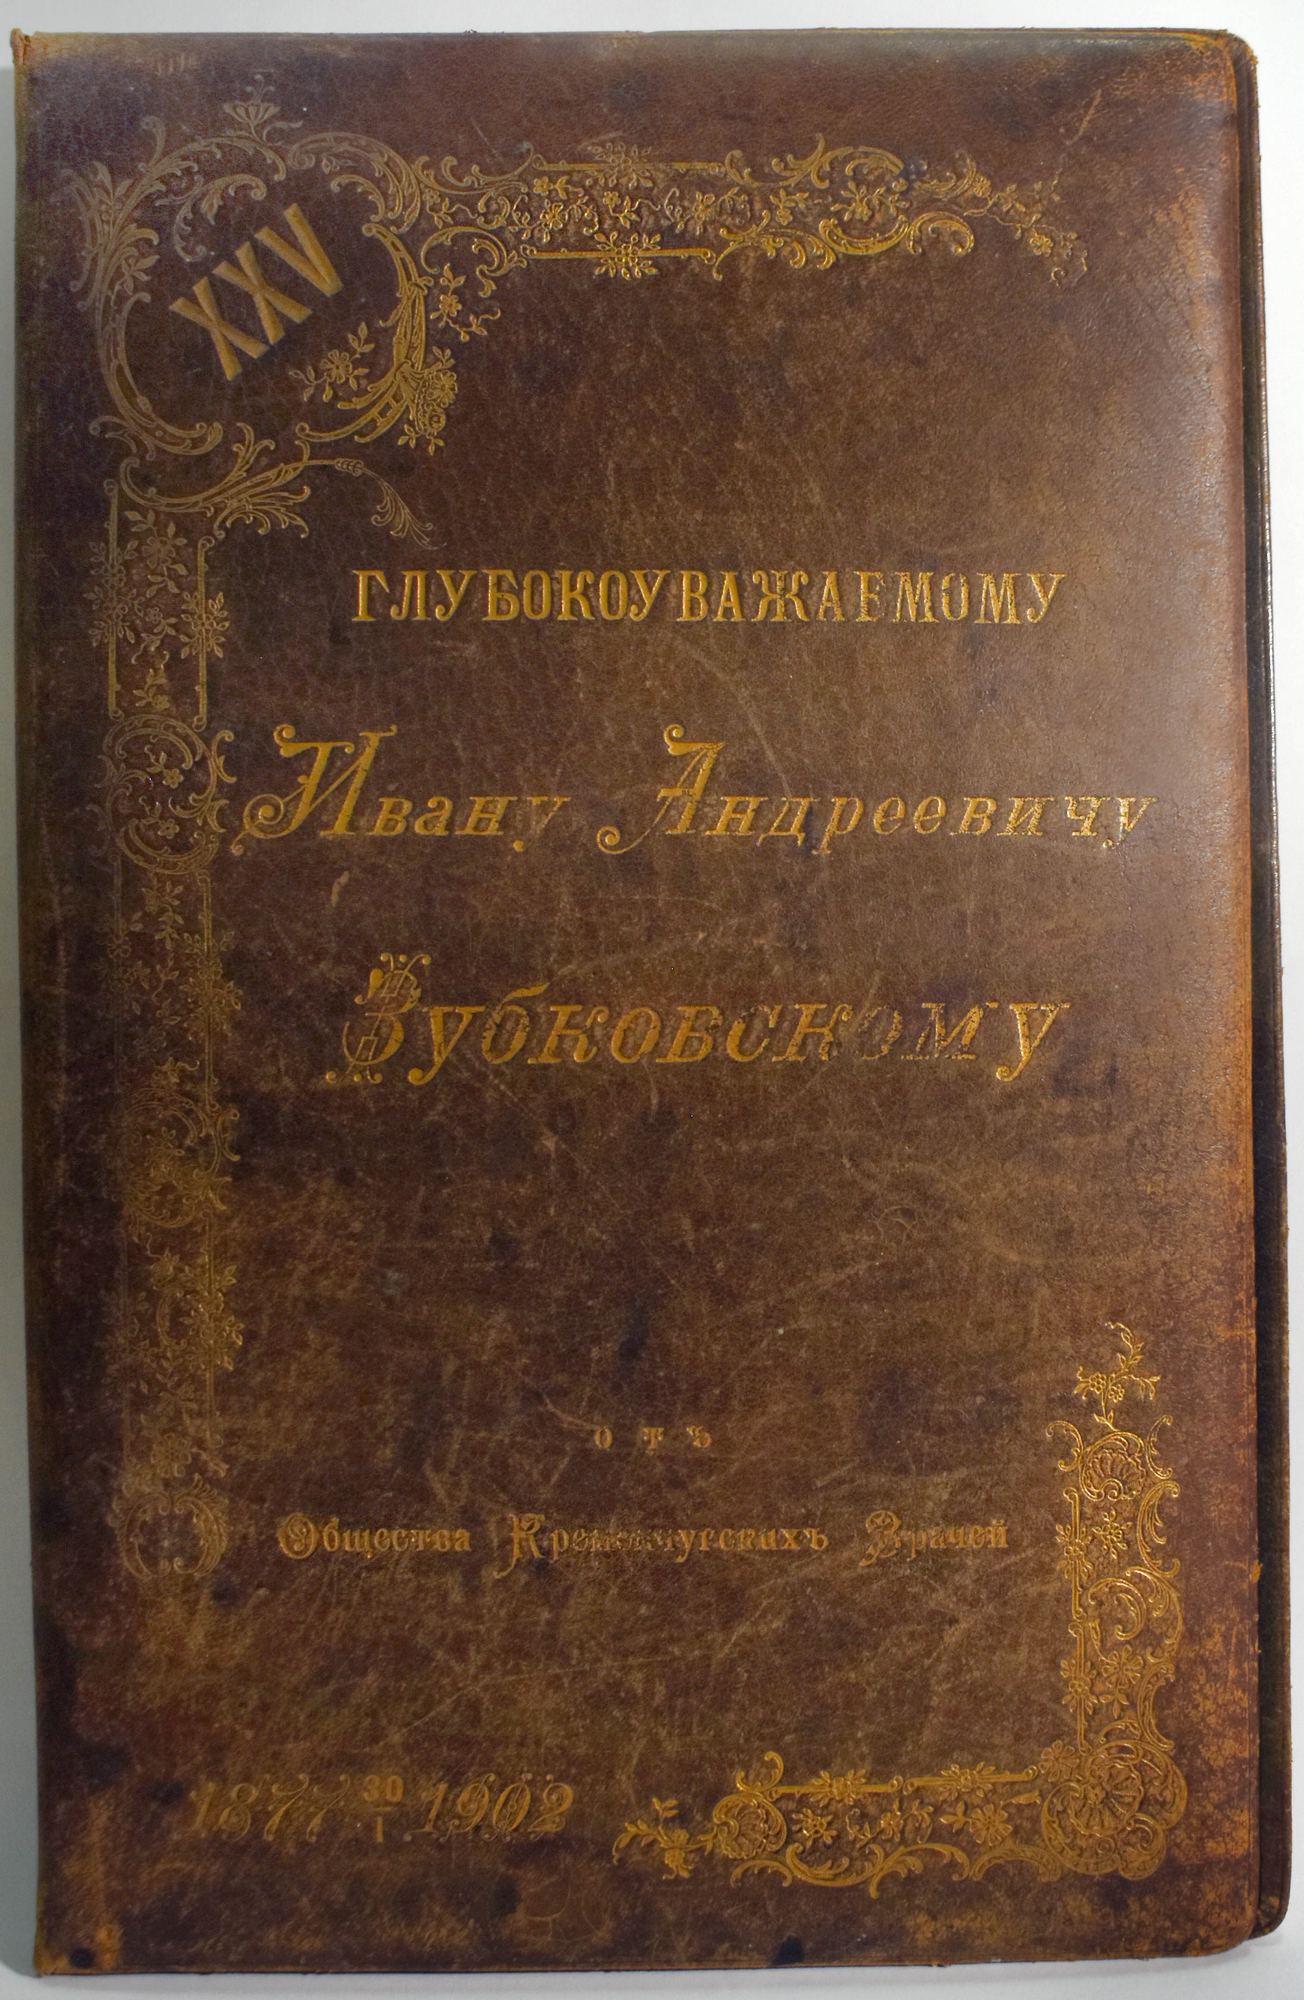 XXV
ГЛУБОКОУВАЖАЕМОМУ
Ивану Андреевичу
Зубковскому
отъ
Общества Кременчугскихъ Врачей
1877 30/I 1902